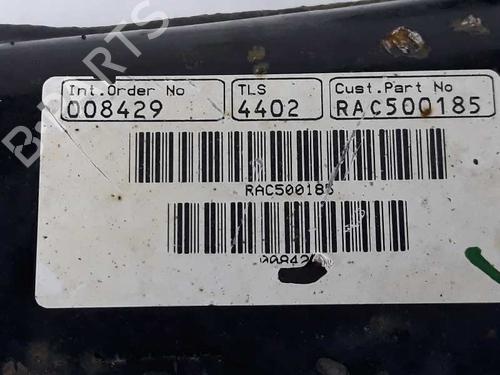 Int.Order No TLS Cust.Part No
008429 4402 RAC500185
RAC500185